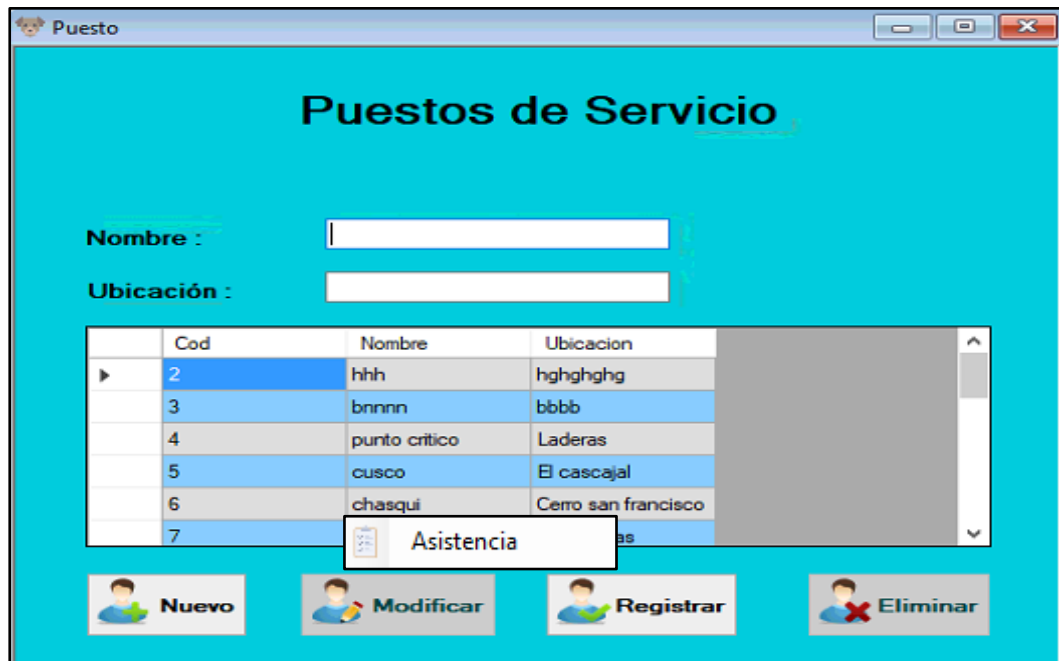 Puesto
Puestos de Servicio
Nombre :
Ubicación :
Cod Nombre Ubicacion
2 hhh hghghghg
3 bnnnn bbbb
4 punto critico Laderas
5 cusco El cascajal
6 chasqui Cerro san francisco
7
Asistencia
Nuevo Modificar Registrar Eliminar